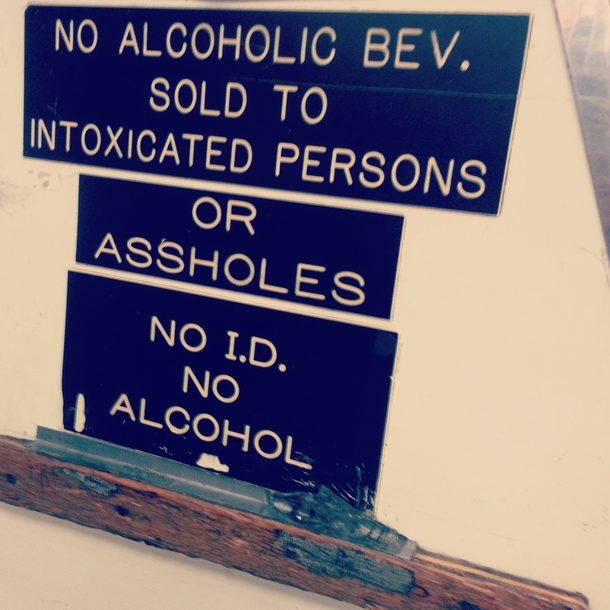 NO ALCOHOLIC BEV.
SOLD TO
INTOXICATED PERSONS
OR
ASSHOLES
NO I.D.
NO
ALCOHOL